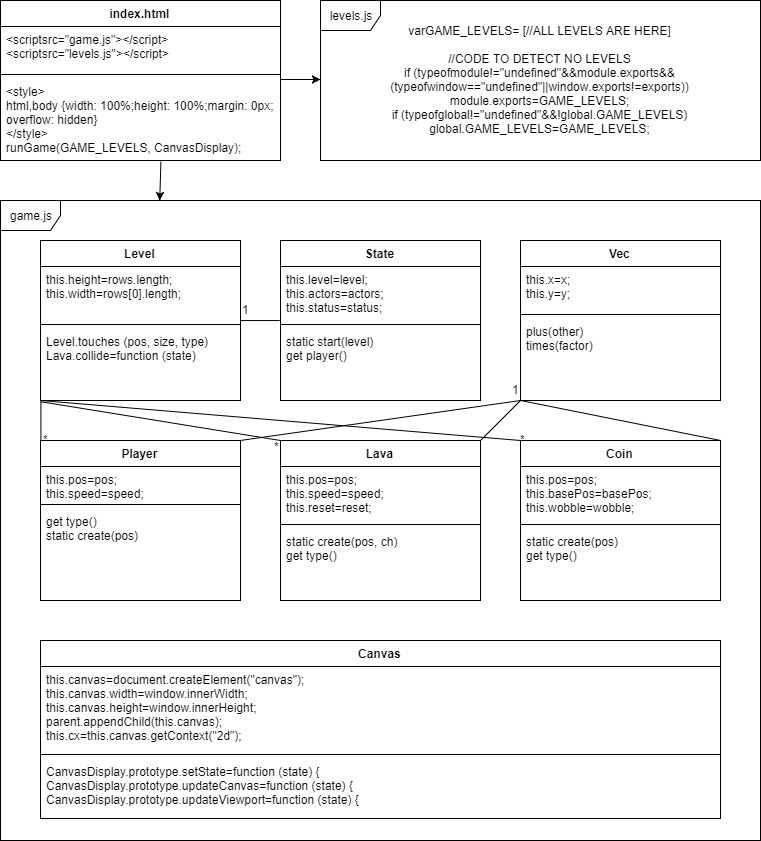 index.html
<scriptsrc="game.js"></script>
<scriptsrc="levels.js"></script>
<style>
html,body {width: 100%;height: 100%;margin: 0px;
overflow: hidden}
</style>
runGame(GAME_LEVELS, CanvasDisplay);
levels.js
varGAME_LEVELS= [//ALL LEVELS ARE HERE]
//CODE TO DETECT NO LEVELS
if (typeofmodule!="undefined"&&module.exports&&
(typeofwindow=="undefined"||window.exports!=exports))
module.exports=GAME_LEVELS;
if (typeofglobal!="undefined"&&!global.GAME_LEVELS)
global.GAME_LEVELS=GAME_LEVELS;
game.js
Level
this.height=rows.length;
this.width=rows[0].length;
Level.touches (pos, size, type)
Lava.collide=function (state)
1
State
this.level=level;
this.actors=actors;
this.status=status;
static start(level)
get player()
Vec
this.x=x;
this.y=y;
plus(other)
times(factor)
1
*
*
*
Player
this.pos=pos;
this.speed=speed;
get type()
static create(pos)
Lava
this.pos=pos;
this.speed=speed;
this.reset=reset;
static create(pos, ch)
get type()
Coin
this.pos=pos;
this.basePos=basePos;
this.wobble=wobble;
static create(pos)
get type()
Canvas
this.canvas=document.createElement("canvas");
this.canvas.width=window.innerWidth;
this.canvas.height=window.innerHeight;
parent.appendChild(this.canvas);
this.cx=this.canvas.getContext("2d");
CanvasDisplay.prototype.setState=function (state) {
CanvasDisplay.prototype.updateCanvas=function (state) {
CanvasDisplay.prototype.updateViewport=function (state) {